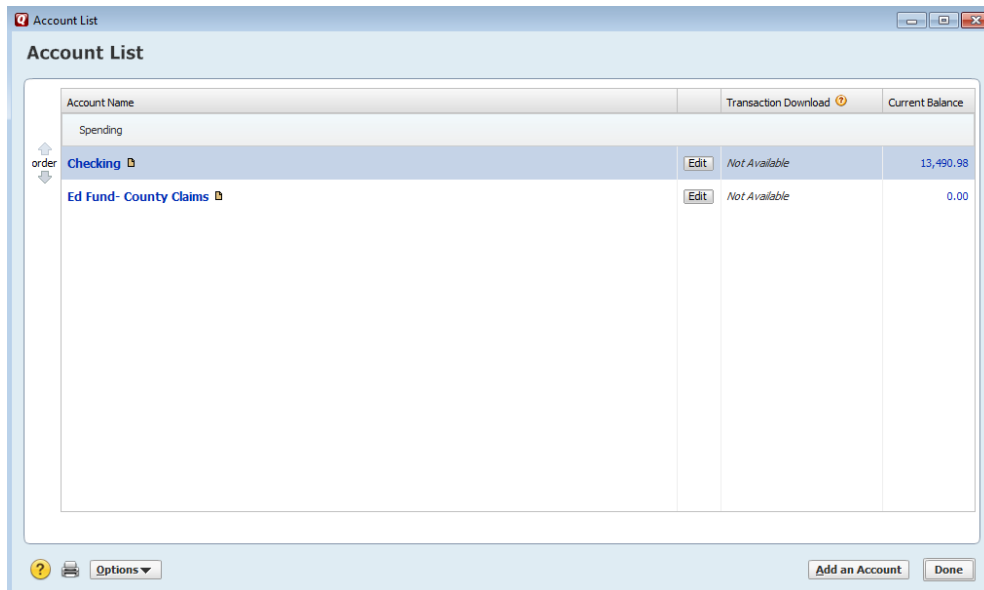 Account List
Account List
Account Name Transaction Download ? Current Balance
Spending
order Checking Edit Not Available 13,490.98
Ed Fund- County Claims Edit Not Available 0.00
? Options Add an Account Done